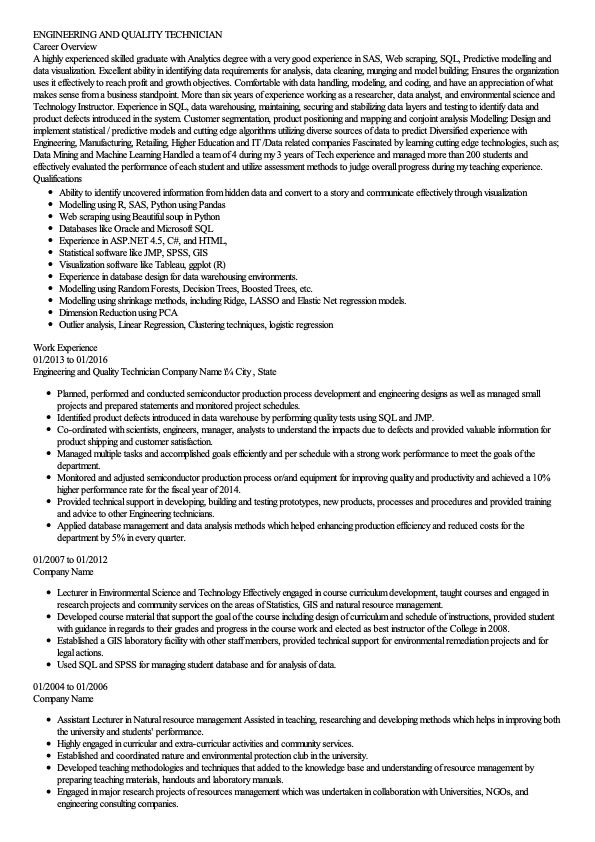 ENGINEERING AND QUALITY TECHNICIAN
Career Overview
A highly experienced skilled graduate with Analytics degree with a very good experience in SAS, Web scraping, SQL, Predictive modelling and
data visualization. Excellent ability in identifying data requirements for analysis, data cleaning, munging and model building; Ensures the organization
uses it effectively to reach profit and growth objectives. Comfortable with data handling, modeling, and coding, and have an appreciation of what
makes sense from a business standpoint. More than six years of experience working as a researcher, data analyst, and environmental science and
Technology Instructor. Experience in SQL, data warehousing, maintaining, securing and stabilizing data layers and testing to identify data and
product defects introduced in the system. Customer segmentation, product positioning and mapping and conjoint analysis Modelling: Design and
implement statistical / predictive models and cutting edge algorithms utilizing diverse sources of data to predict Diversified experience with
Engineering, Manufacturing, Retailing, Higher Education and IT/Data related companies Fascinated by learning cutting edge technologies, such as;
Data Mining and Machine Learning Handled a team of 4 during my 3 years of Tech experience and managed more than 200 students and
effectively evaluated the performance of each student and utilize assessment methods to judge overall progress during my teaching experience.
Qualifications
• Ability to identify uncovered information from hidden data and convert to a story and communicate effectively through visualization
• Modelling using R, SAS, Python using Pandas
• Web scraping using Beautiful soup in Python
• Databases like Oracle and Microsoft SQL
• Experience in ASP.NET 4.5, C#, and HTML,
• Statistical software like JMP, SPSS, GIS
• Visualization software like Tableau, ggplot (R)
• Experience in database design for data warehousing environments.
• Modelling using Random Forests, Decision Trees, Boosted Trees, etc.
• Modelling using shrinkage methods, including Ridge, LASSO and Elastic Net regression models.
• Dimension Reduction using PCA
• Outlier analysis, Linear Regression, Clustering techniques, logistic regression
Work Experience
01/2013 to 01/2016
Engineering and Quality Technician Company Name ï¼ City , State
• Planned, performed and conducted semiconductor production process development and engineering designs as well as managed small
projects and prepared statements and monitored project schedules.
• Identified product defects introduced in data warehouse by performing quality tests using SQL and JMP.
• Co-ordinated with scientists, engineers, manager, analysts to understand the impacts due to defects and provided valuable information for
product shipping and customer satisfaction.
• Managed multiple tasks and accomplished goals efficiently and per schedule with a strong work performance to meet the goals of the
department.
• Monitored and adjusted semiconductor production process or/and equipment for improving quality and productivity and achieved a 10%
higher performance rate for the fiscal year of 2014.
• Provided technical support in developing, building and testing prototypes, new products, processes and procedures and provided training
and advice to other Engineering technicians.
• Applied database management and data analysis methods which helped enhancing production efficiency and reduced costs for the
department by 5% in every quarter.
01/2007 to 01/2012
Company Name
• Lecturer in Environmental Science and Technology Effectively engaged in course curriculum development, taught courses and engaged in
research projects and community services on the areas of Statistics, GIS and natural resource management.
• Developed course material that support the goal of the course including design of curriculum and schedule of instructions, provided student
with guidance in regards to their grades and progress in the course work and elected as best instructor of the College in 2008.
• Established a GIS laboratory facility with other staff members, provided technical support for environmental remediation projects and for
legal actions.
• Used SQL and SPSS for managing student database and for analysis of data.
01/2004 to 01/2006
Company Name
• Assistant Lecturer in Natural resource management Assisted in teaching, researching and developing methods which helps in improving both
the university and students' performance.
• Highly engaged in curricular and extra-curricular activities and community services.
• Established and coordinated nature and environmental protection club in the university.
• Developed teaching methodologies and techniques that added to the knowledge base and understanding of resource management by
preparing teaching materials, handouts and laboratory manuals.
• Engaged in major research projects of resources management which was undertaken in collaboration with Universities, NGOs, and
engineering consulting companies.